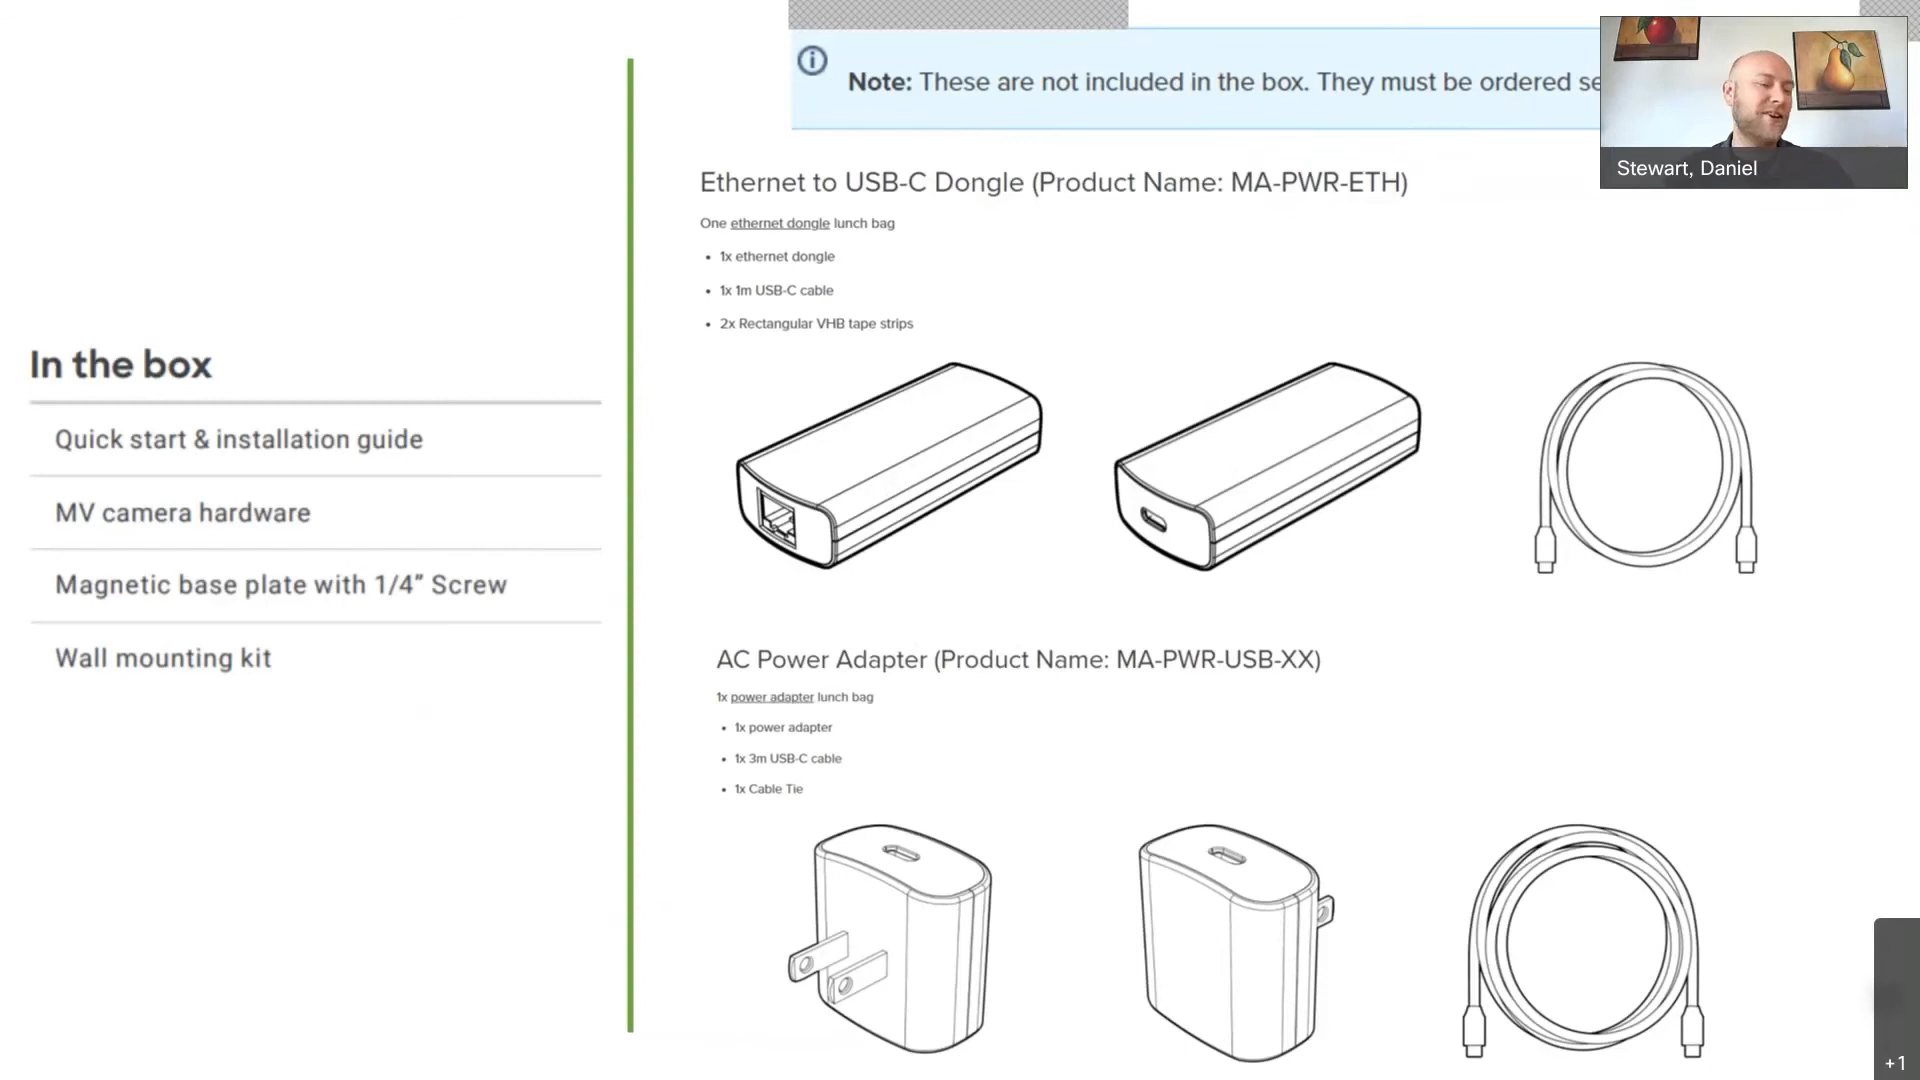 Note: These are not included in the box. They must be ordered
Stewart, Daniel
Ethernet to USB-C Dongle (Product Name: MA-PWR-ETH)
One ethernet dongle lunch bag
• 1x ethernet dongle
• 1x 1m USB-C cable
• 2x Rectangular VHB tape strips
In the box
Quick start & installation guide
MV camera hardware
Magnetic base plate with 1/4” Screw
Wall mounting kit
AC Power Adapter (Product Name: MA-PWR-USB-XX)
1x power adapter lunch bag
• 1x power adapter
• 1x 3m USB-C cable
• 1x Cable Tie
+1